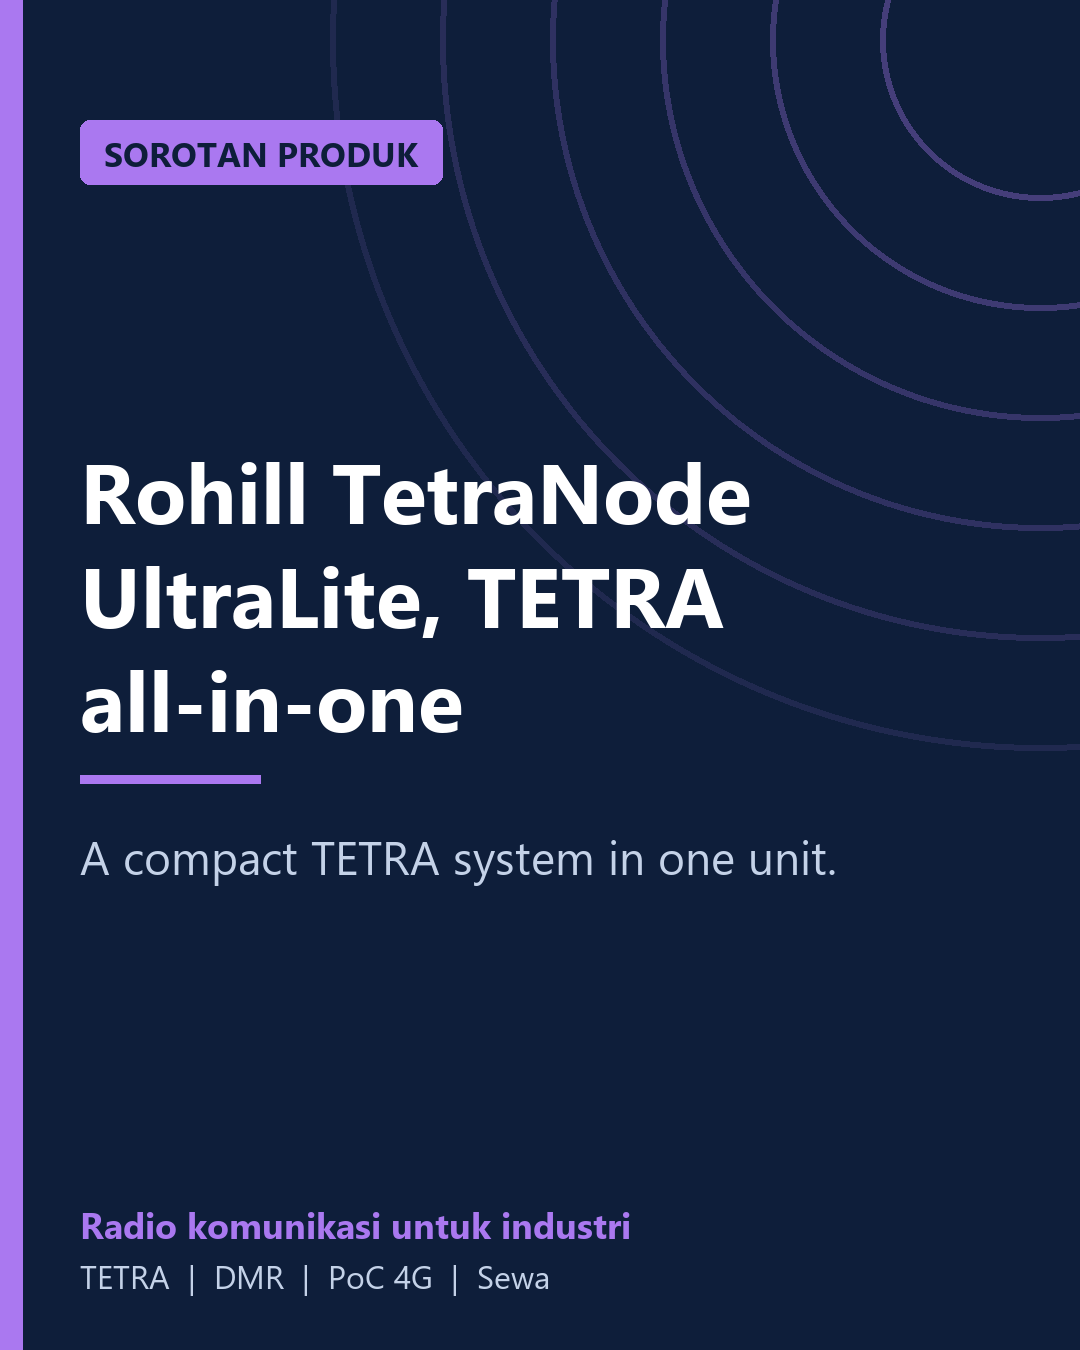 SOROTAN PRODUK
Rohill TetraNode
UltraLite, TETRA
all-in-one
A compact TETRA system in one unit.
Radio komunikasi untuk industri
TETRA | DMR | PoC 4G | Sewa